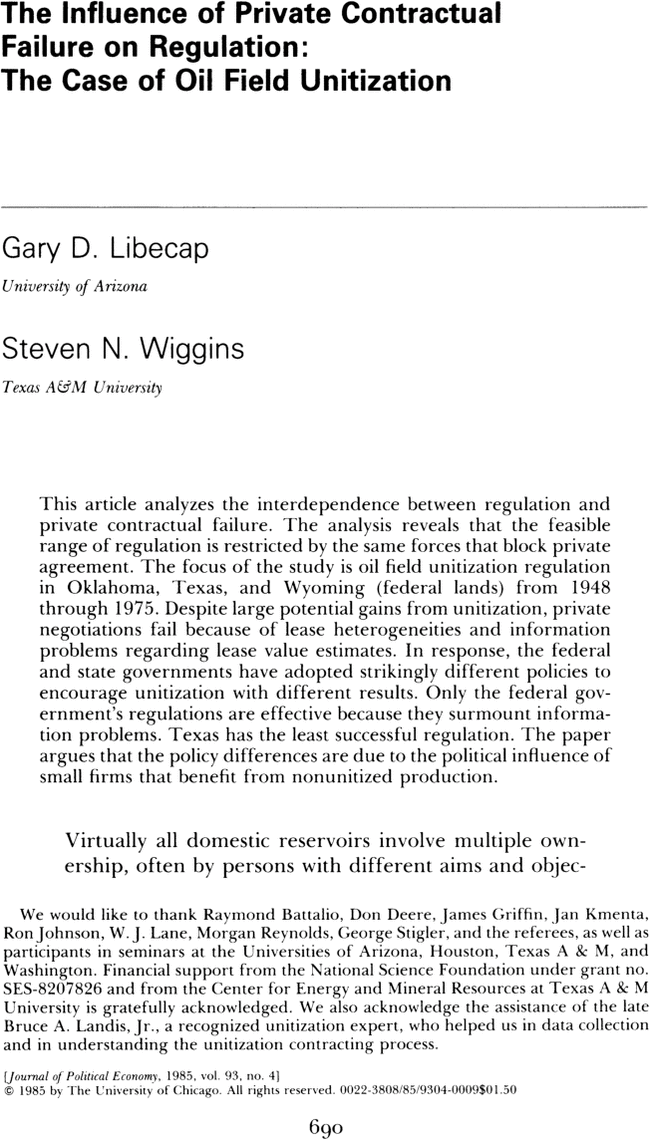 The Influence of Private Contractual
Failure on Regulation:
The Case of Oil Field Unitization
Gary D. Libecap
University of Arizona
Steven N. Wiggins
Texas A&M University
This article analyzes the interdependence between regulation and
private contractual failure. The analysis reveals that the feasible
range of regulation is restricted by the same forces that block private
agreement. The focus of the study is oil field unitization regulation
in Oklahoma, Texas, and Wyoming (federal lands) from 1948
through 1975. Despite large potential gains from unitization, private
negotiations fail because of lease heterogeneities and information
problems regarding lease value estimates. In response, the federal
and state governments have adopted strikingly different policies to
encourage unitization with different results. Only the federal gov-
ernment's regulations are effective because they surmount informa-
tion problems. Texas has the least successful regulation. The paper
argues that the policy differences are due to the political influence of
small firms that benefit from nonunitized production.
Virtually all domestic reservoirs involve multiple own-
ership, often by persons with different aims and objec-
We would like to thank Raymond Battalio, Don Deere, James Griffin, Jan Kmenta,
Ron Johnson, W. J. Lane, Morgan Reynolds, George Stigler, and the referees, as well as
participants in seminars at the Universities of Arizona, Houston, Texas A & M, and
Washington. Financial support from the National Science Foundation under grant no.
SES-8207826 and from the Center for Energy and Mineral Resources at Texas A & M
University is gratefully acknowledged. We also acknowledge the assistance of the late
Bruce A. Landis, Jr., a recognized unitization expert, who helped us in data collection
and in understanding the unitization contracting process.
[Journal of Political Economy, 1985, vol. 93, no. 4]
© 1985 by The University of Chicago. All rights reserved. 0022-3808/85/9304-0009$01.50
690